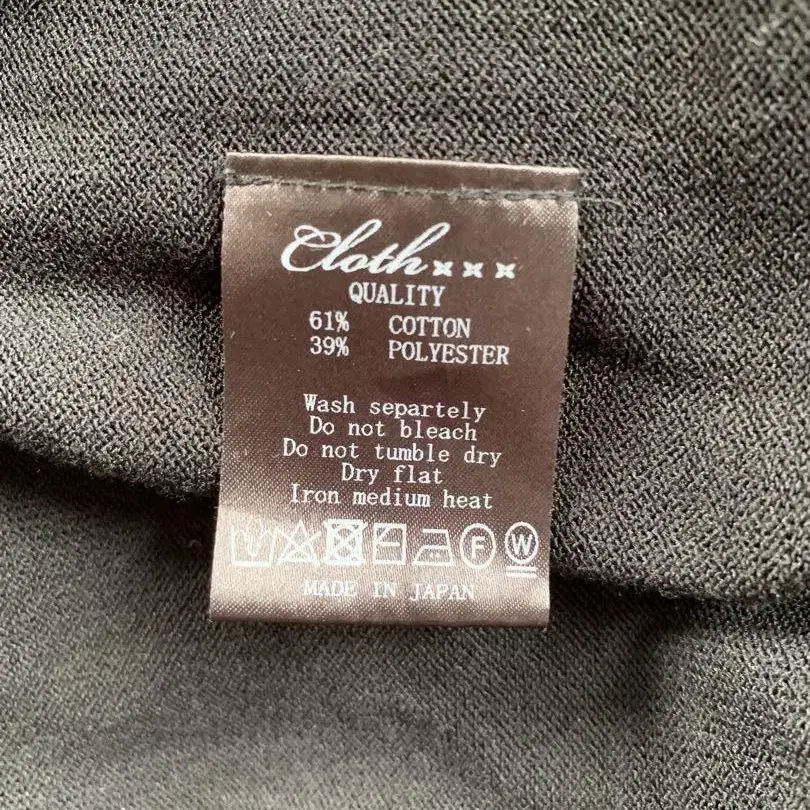 Cloth×××
QUALITY
61% COTTON
39% POLYESTER
Wash separtely
Do not bleach
Do not tumble dry
Dry flat
Iron medium heat
F W
MADE IN JAPAN